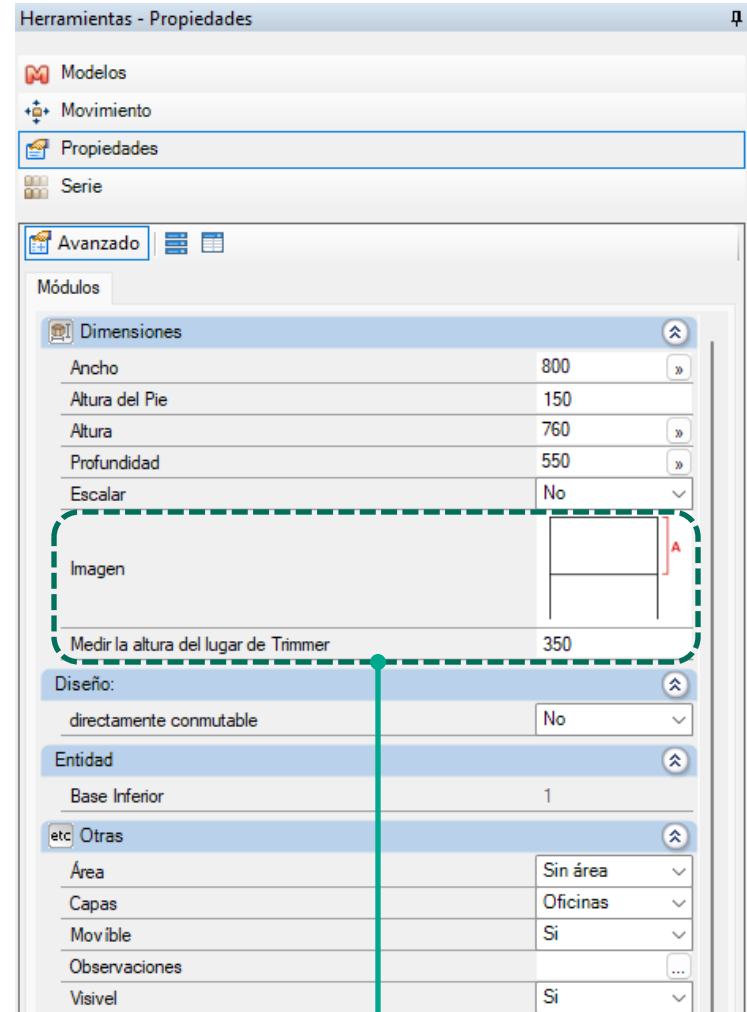 Herramientas - Propiedades
Modelos
Movimiento
Propiedades
Serie
Avanzado
Módulos
Dimensiones
Ancho 800 »
Altura del Pie 150
Altura 760 »
Profundidad 550 »
Escalar No
Imagen A
Medir la altura del lugar de Trimmer 350
Diseño:
directamente conmutable No
Entidad
Base Inferior 1
etc Otras
Área Sin área
Capas Oficinas
Movible Si
Observaciones ...
Visivel Si